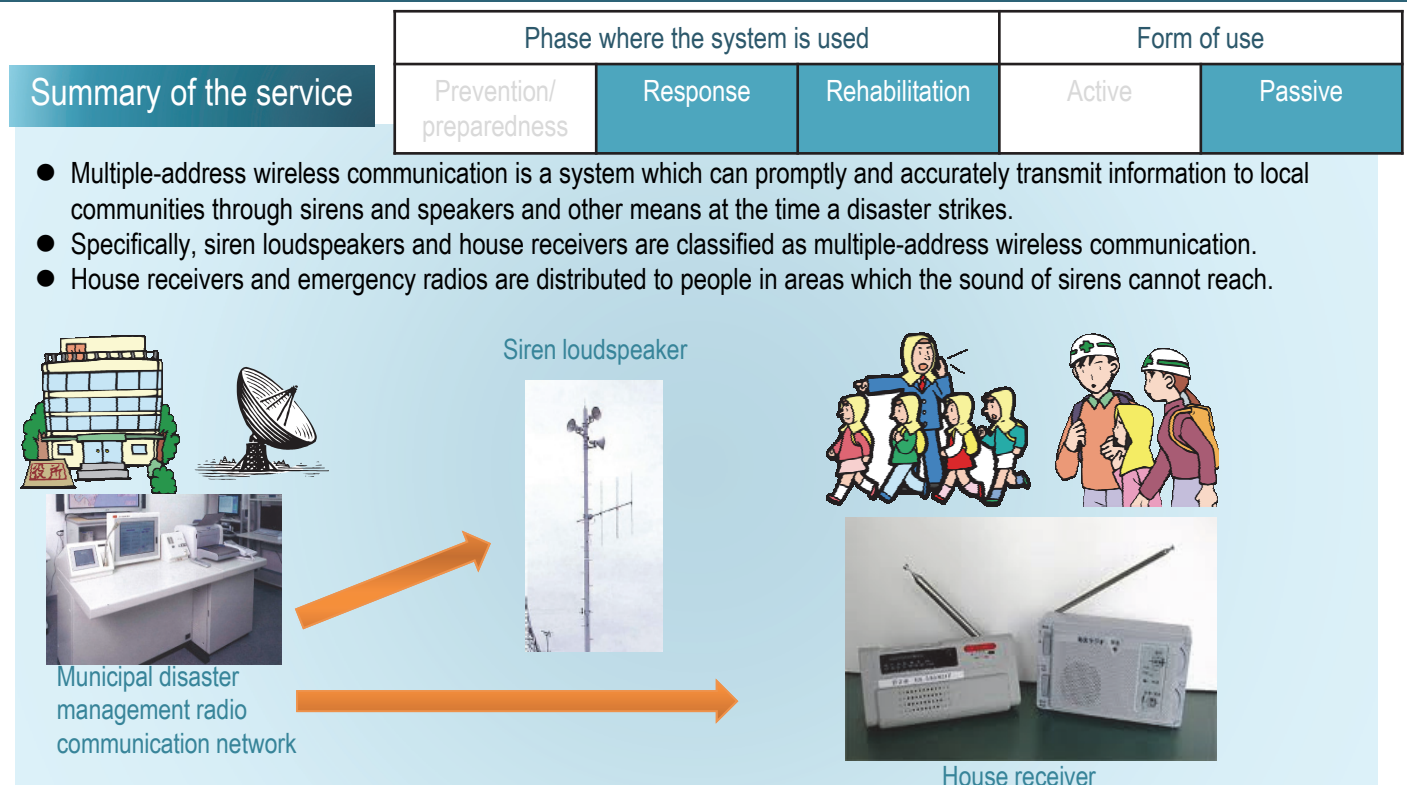 Phase where the system is used
Form of use
Summary of the service
Prevention/
preparedness
Response
Rehabilitation
Active
Passive
● Multiple-address wireless communication is a system which can promptly and accurately transmit information to local
communities through sirens and speakers and other means at the time a disaster strikes.
● Specifically, siren loudspeakers and house receivers are classified as multiple-address wireless communication.
● House receivers and emergency radios are distributed to people in areas which the sound of sirens cannot reach.
Siren loudspeaker
役所
Municipal disaster
management radio
communication network
House receiver